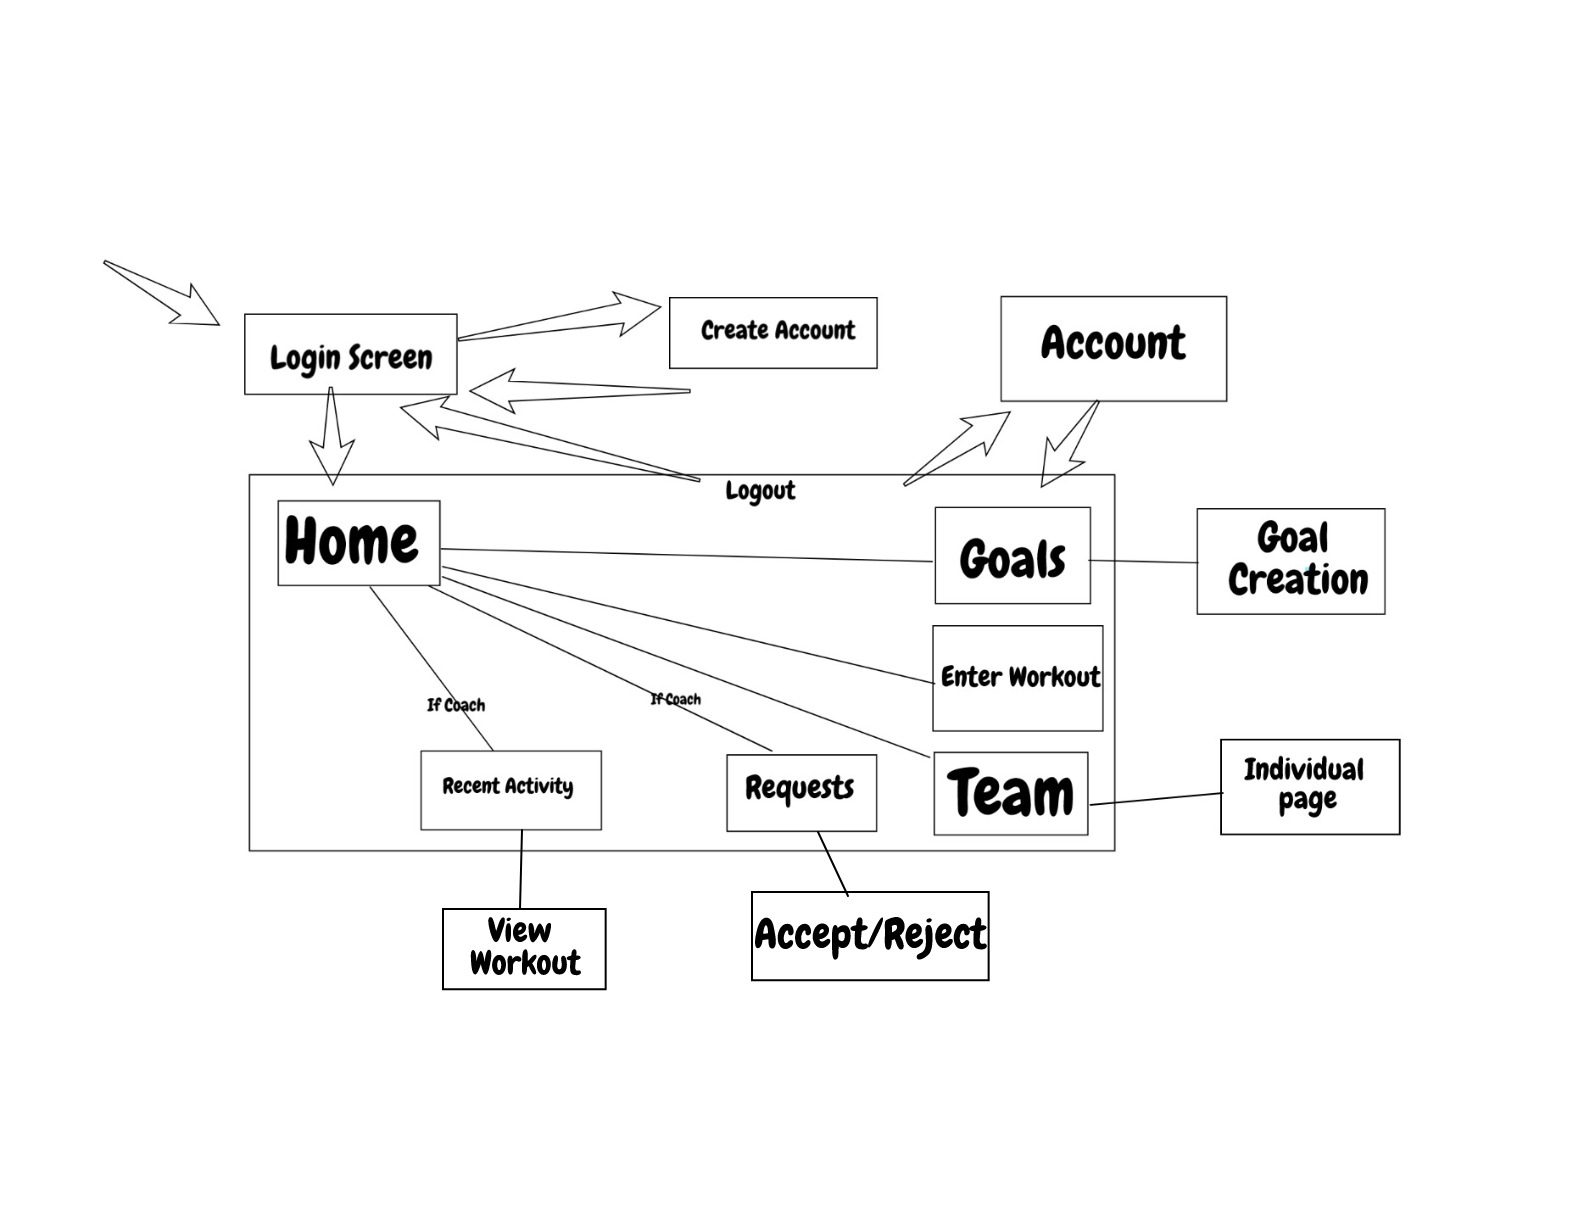 Login Screen
Create Account
Account
Logout
Home
Goals
Goal
Creation
Enter Workout
If Coach
If Coach
Recent Activity
Requests
Team
Individual
page
View
Workout
Accept/Reject